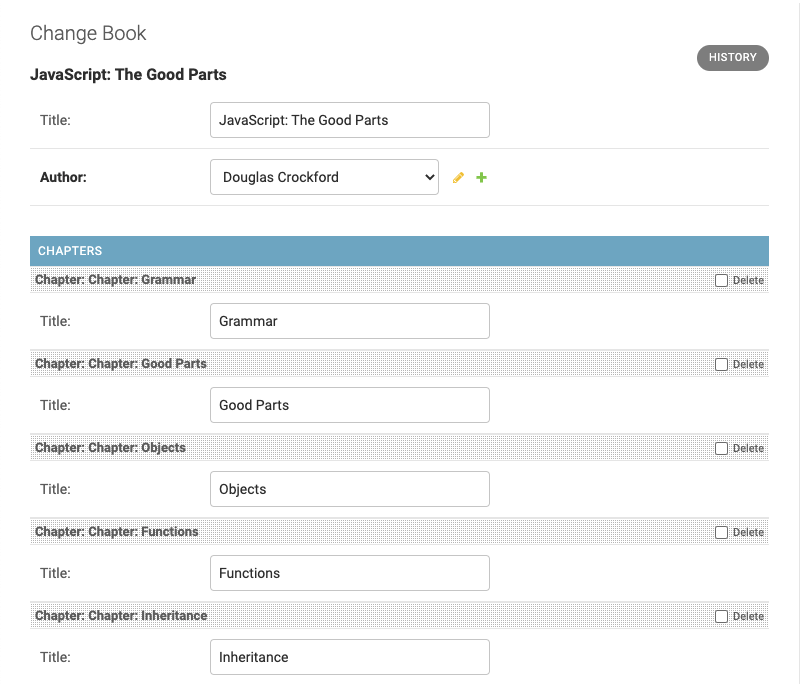 Change Book
HISTORY
JavaScript: The Good Parts
Title: JavaScript: The Good Parts
Author: Douglas Crockford
CHAPTERS
Chapter: Chapter: Grammar Delete
Title: Grammar
Chapter: Chapter: Good Parts Delete
Title: Good Parts
Chapter: Chapter: Objects Delete
Title: Objects
Chapter: Chapter: Functions Delete
Title: Functions
Chapter: Chapter: Inheritance Delete
Title: Inheritance